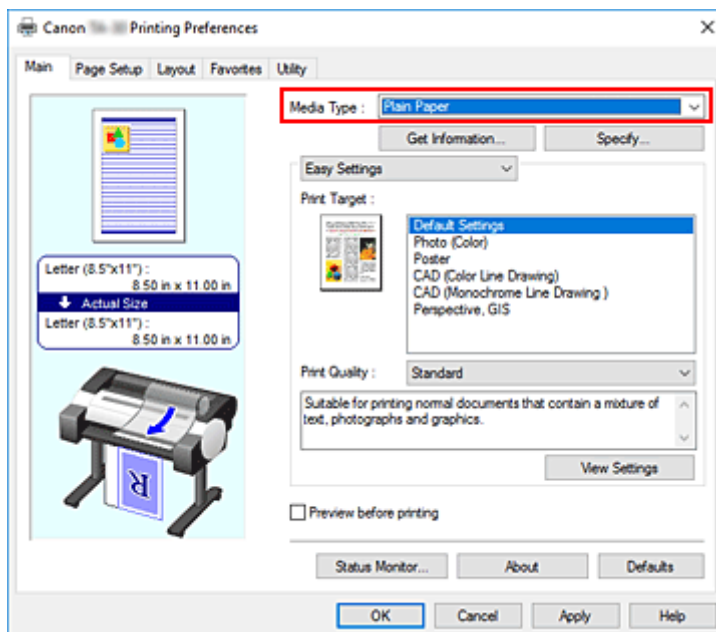 Canon Printing Preferences
Main Page Setup Layout Favorites Utility
Media Type : Plain Paper
Get Information... Specify...
Easy Settings
Print Target :
Default Settings
Photo (Color)
Poster
CAD (Color Line Drawing)
CAD (Monochrome Line Drawing )
Perspective, GIS
Letter (8.5"x11") :
8.50 in x 11.00 in
Actual Size
Letter (8.5"x11") :
8.50 in x 11.00 in
R
Print Quality : Standard
Suitable for printing normal documents that contain a mixture of
text, photographs and graphics.
View Settings
Preview before printing
Status Monitor... About Defaults
OK Cancel Apply Help